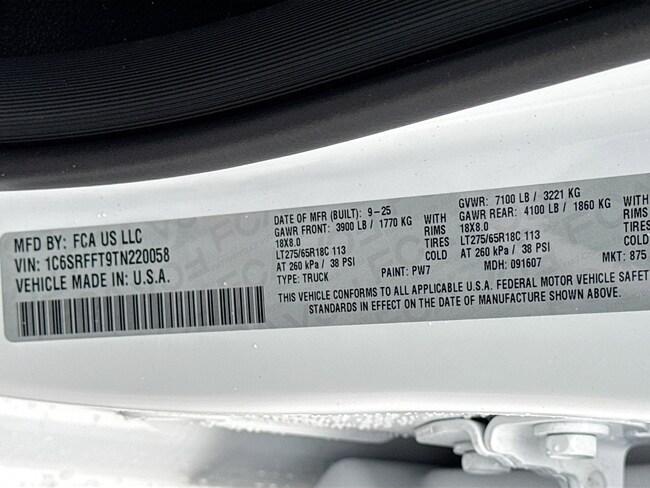 MFD BY: FCA US LLC
VIN: 1C6SRFFT9TN220058
VEHICLE MADE IN: U.S.A.
DATE OF MFR (BUILT): 9-25
GAWR FRONT: 3900 LB / 1770 KG WITH
18X8.0 RIMS
LT275/65R18C 113 TIRES
AT 260 kPa / 38 PSI COLD
TYPE: TRUCK PAINT: PW7
GVWR: 7100 LB / 3221 KG
GAWR REAR: 4100 LB / 1860 KG WITH
18X8.0 RIMS
LT275/65R18C 113 TIRES
AT 260 kPa / 38 PSI COLD
MDH: 091607 MKT: 875
THIS VEHICLE CONFORMS TO ALL APPLICABLE U.S.A. FEDERAL MOTOR VEHICLE SAFET
STANDARDS IN EFFECT ON THE DATE OF MANUFACTURE SHOWN ABOVE.